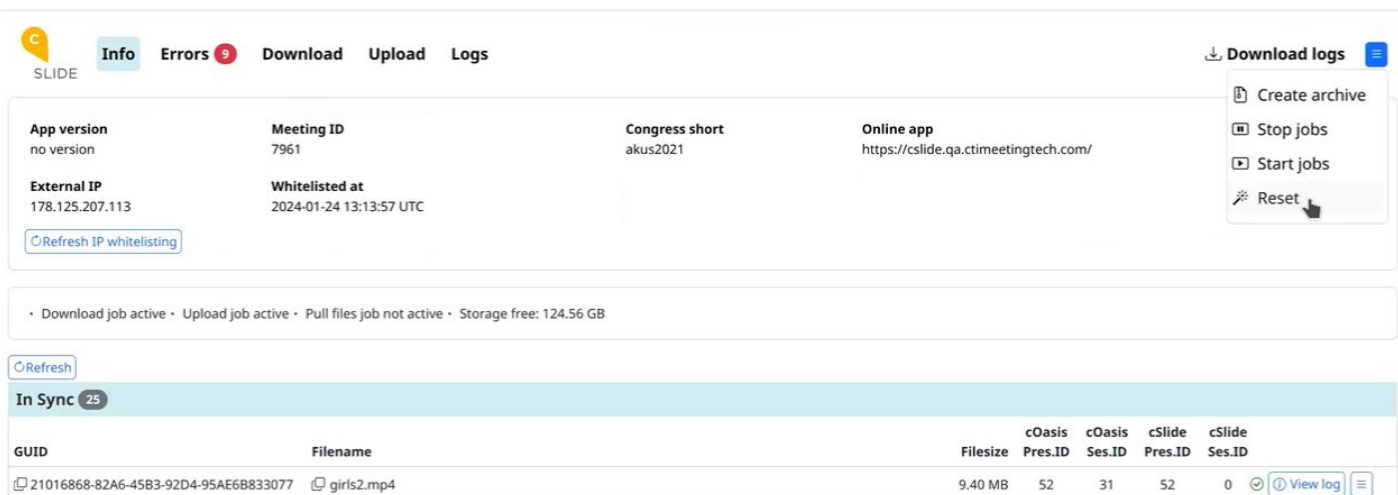 C
SLIDE
Info Errors 9 Download Upload Logs Download logs
Create archive
Stop jobs
Start jobs
Reset
App version Meeting ID Congress short Online app
no version 7961 akus2021 https://cslide.qa.ctimeetingtech.com/
External IP Whitelisted at
178.125.207.113 2024-01-24 13:13:57 UTC
Refresh IP whitelisting
· Download job active · Upload job active · Pull files job not active · Storage free: 124.56 GB
Refresh
In Sync 25
GUID Filename Filesize cOasis Pres.ID cOasis Ses.ID cSlide Pres.ID cSlide Ses.ID
21016868-82A6-45B3-92D4-95AE6B833077 girls2.mp4 9.40 MB 52 31 52 0 View log